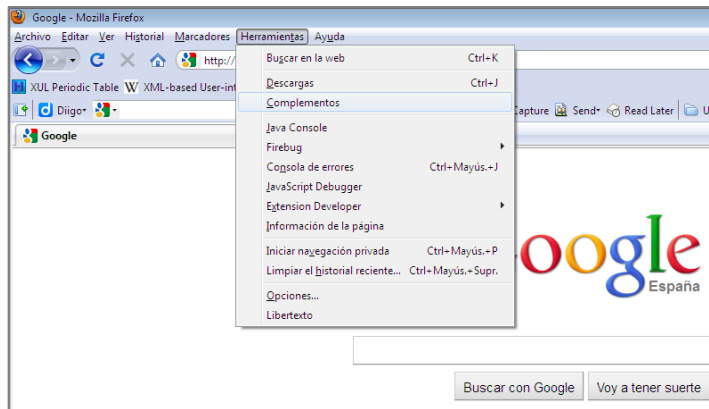 Google - Mozilla Firefox
Archivo Editar Ver Historial Marcadores Herramientas Ayuda
http://
XUL Periodic Table W XML-based User-int
Diigo
Capture Send Read Later
Google
Buscar en la web Ctrl+K
Descargas Ctrl+J
Complementos
Java Console
Firebug
Consola de errores Ctrl+Mayús.+J
JavaScript Debugger
Extension Developer
Información de la página
Iniciar navegación privada Ctrl+Mayús.+P
Limpiar el historial reciente... Ctrl+Mayús.+Supr.
Opciones...
Libertexto
oogle
España
Buscar con Google Voy a tener suerte